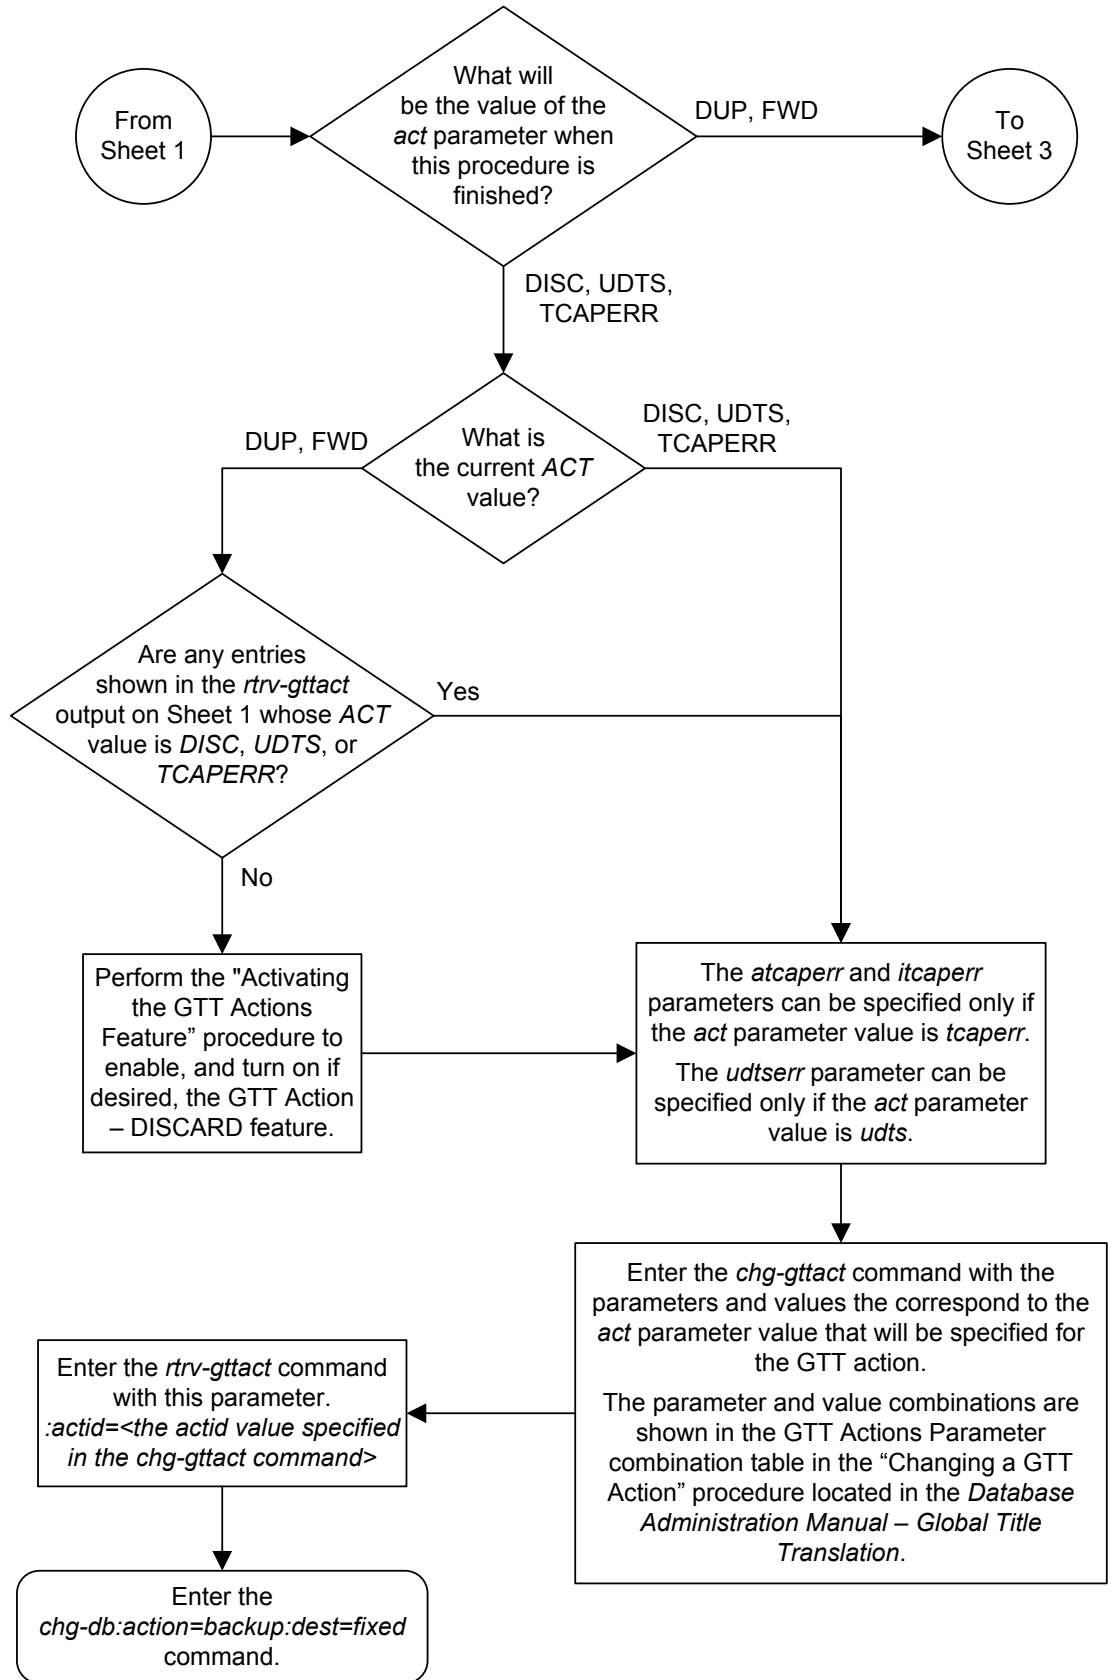 From
Sheet 1
What will
be the value of the
act parameter when
this procedure is
finished?
DUP, FWD
To
Sheet 3
DISC, UDTS,
TCAPERR
What is
the current ACT
value?
DUP, FWD
DISC, UDTS,
TCAPERR
Are any entries
shown in the rtrv-gttact
output on Sheet 1 whose ACT
value is DISC, UDTS, or
TCAPERR?
Yes
No
Perform the "Activating
the GTT Actions
Feature” procedure to
enable, and turn on if
desired, the GTT Action
– DISCARD feature.
The atcaperr and itcaperr
parameters can be specified only if
the act parameter value is tcaperr.
The udtserr parameter can be
specified only if the act parameter
value is udts.
Enter the chg-gttact command with the
parameters and values the correspond to the
act parameter value that will be specified for
the GTT action.
The parameter and value combinations are
shown in the GTT Actions Parameter
combination table in the “Changing a GTT
Action” procedure located in the Database
Administration Manual – Global Title
Translation.
Enter the rtrv-gttact command
with this parameter.
:actid=<the actid value specified
in the chg-gttact command>
Enter the
chg-db:action=backup:dest=fixed
command.